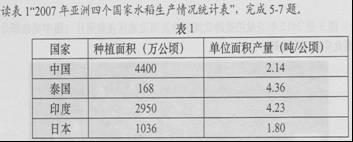 读表1“2007年亚洲四个国家水稻生产情况统计表”，完成5-7题。
表1
国家 种植面积（万公顷） 单位面积产量（吨/公顷）
中国 4400 2.14
泰国 168 4.36
印度 2950 4.23
日本 1036 1.80